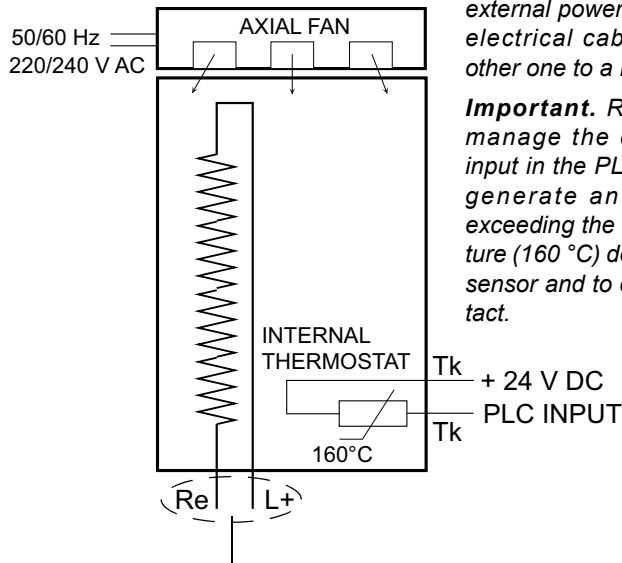 50/60 Hz
220/240 V AC
AXIAL FAN
INTERNAL
THERMOSTAT
160°C
Tk
+ 24 V DC
PLC INPUT
Tk
Re
L+
external power
electrical cab
other one to a
Important. R
manage the
input in the PL
generate an
exceeding the
ture (160 °C) d
sensor and to
tact.